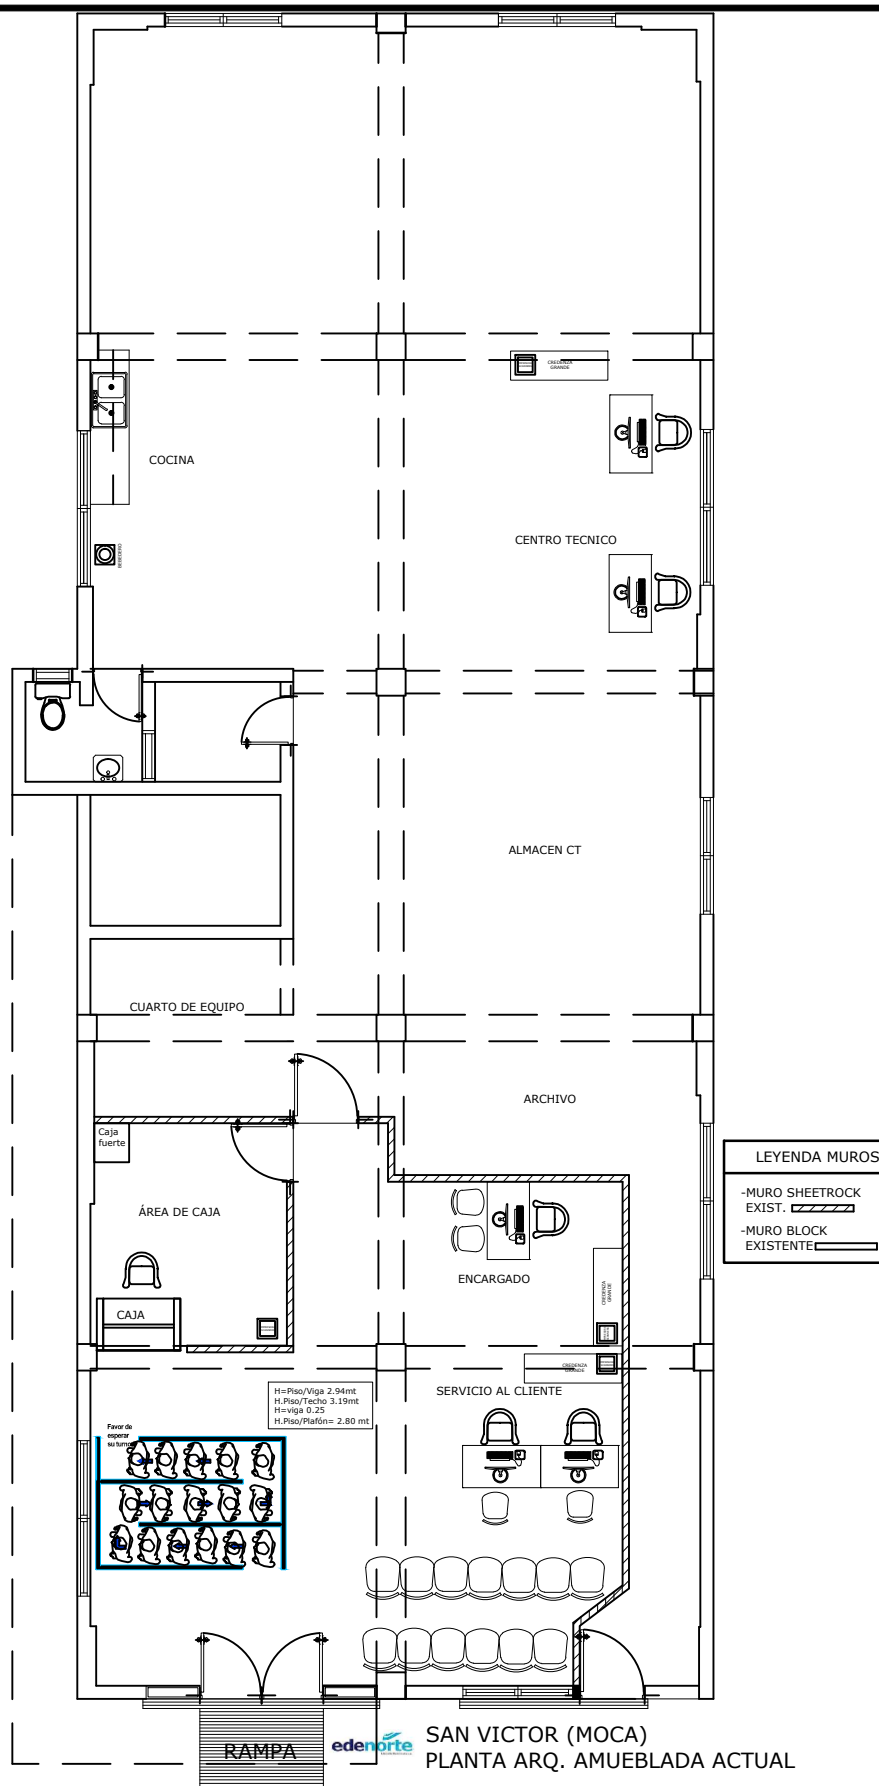 CREDENZA
GRANDE
COCINA
CENTRO TECNICO
BEBEDERO
ALMACEN CT
CUARTO DE EQUIPO
ARCHIVO
Caja
fuerte
LEYENDA MUROS
-MURO SHEETROCK
EXIST.
-MURO BLOCK
EXISTENTE
ÁREA DE CAJA
ENCARGADO
CREDENZA
GRANDE
CAJA
CREDENZA
GRANDE
SERVICIO AL CLIENTE
H=Piso/Viga 2.94mt
H.Piso/Techo 3.19mt
H=viga 0.25
H.Piso/Plafón= 2.80 mt
Favor de
esperar
su turno
RAMPA
edenorte
SAN VICTOR (MOCA)
PLANTA ARQ. AMUEBLADA ACTUAL